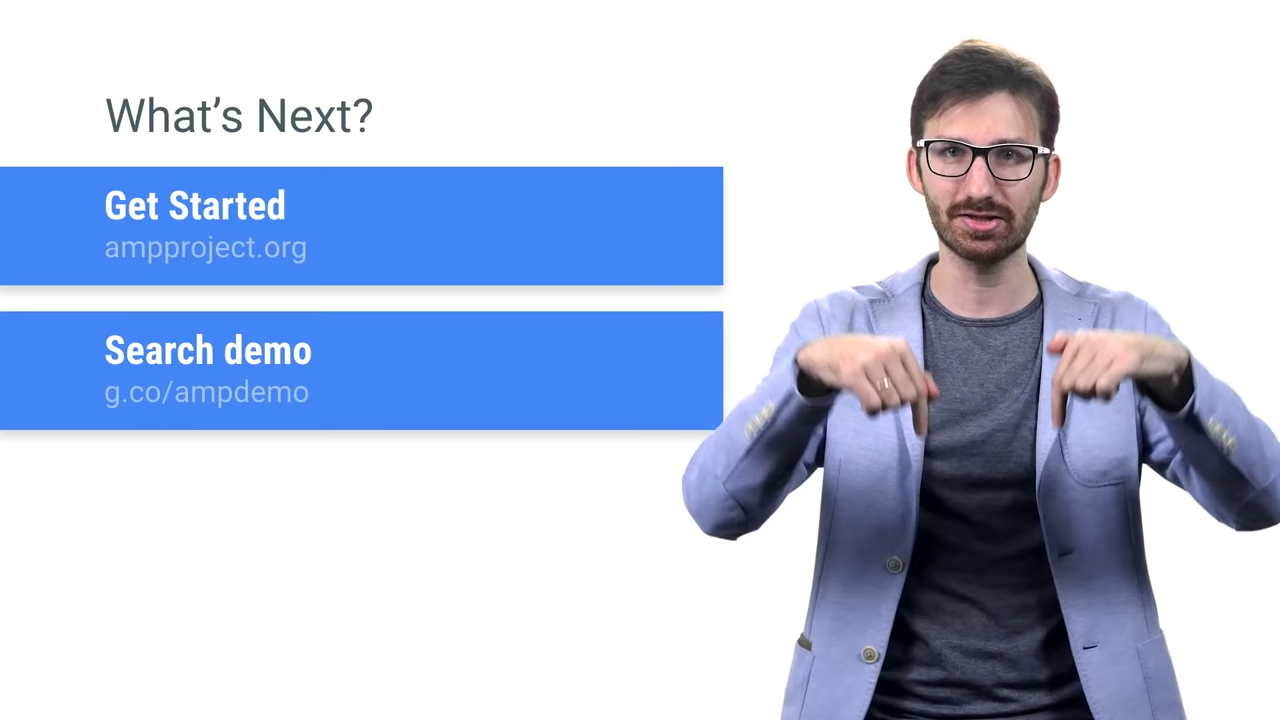 What’s Next?
Get Started
ampproject.org
Search demo
g.co/ampdemo